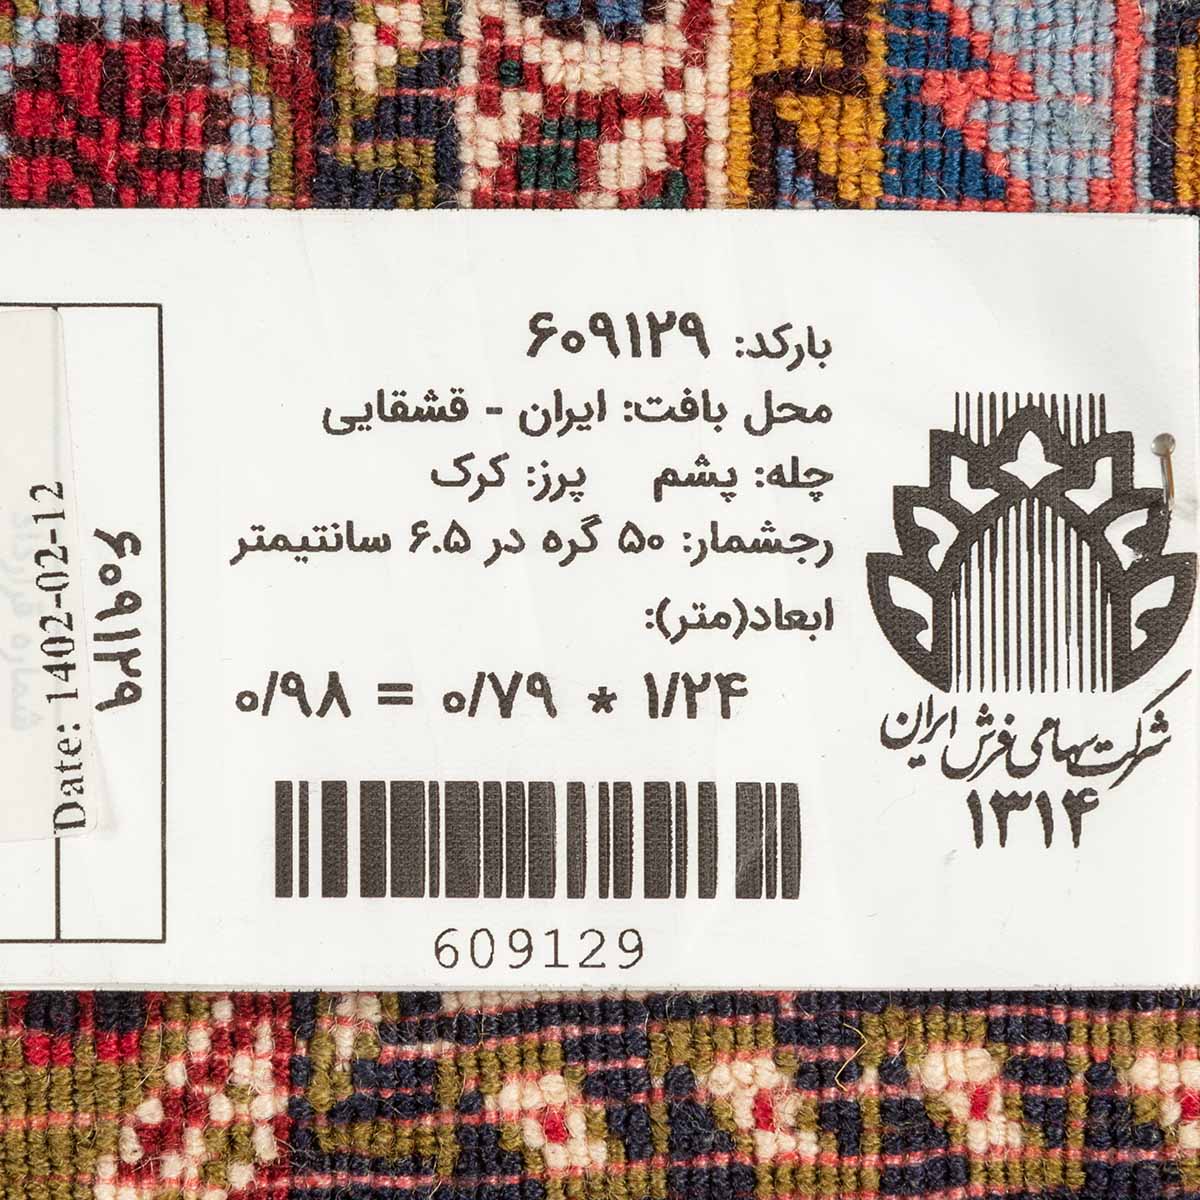 بارکد: ۶۰۹۱۲۹
محل بافت: ایران - قشقایی
چله: پشم پرز: کرک
رجشمار: ۵۰ گره در ۶.۵ سانتیمتر
ابعاد(متر):
۰/۹۸ = ۰/۷۹ * ۱/۲۴
609129
شرکت سهامی فرش ایران
۱۳۱۴
۶۰۹۱۲۹
Date: 1402-02-12